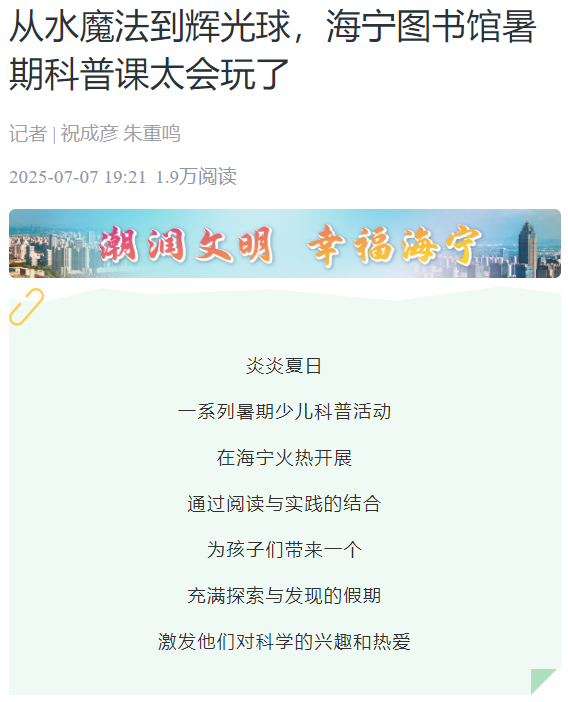 从水魔法到辉光球，海宁图书馆暑
期科普课太会玩了
记者 | 祝成彦 朱重鸣
2025-07-07 19:21 1.9万阅读
潮润文明 幸福海宁
炎炎夏日
一系列暑期少儿科普活动
在海宁火热开展
通过阅读与实践的结合
为孩子们带来一个
充满探索与发现的假期
激发他们对科学的兴趣和热爱